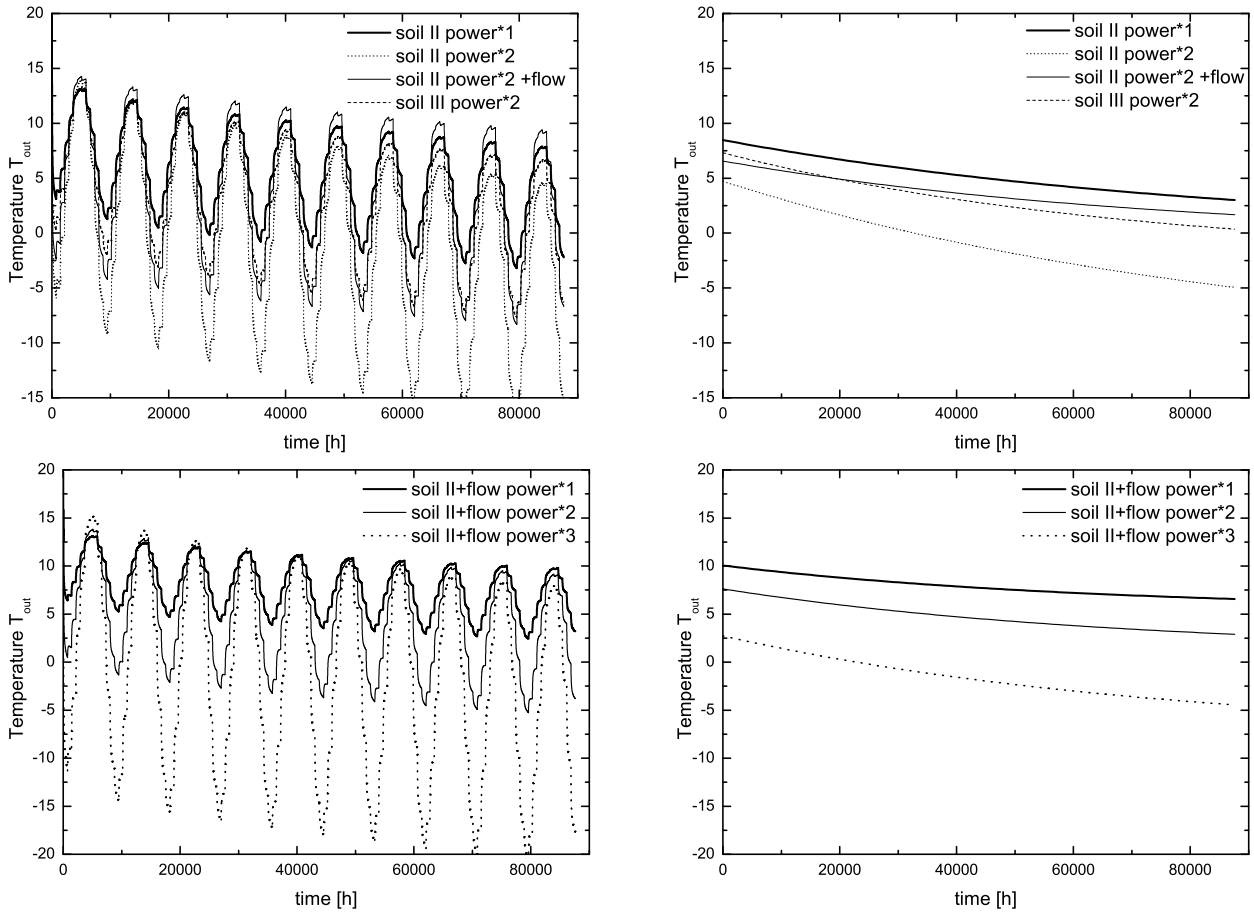 20
15
10
5
0
-5
-10
-15
Temperature T out
0 20000 40000 60000 80000
time [h]
soil II power*1
soil II power*2
soil II power*2 +flow
soil III power*2
20
15
10
5
0
-5
-10
-15
Temperature T out
0 20000 40000 60000 80000
time [h]
soil II power*1
soil II power*2
soil II power*2 +flow
soil III power*2
20
15
10
5
0
-5
-10
-15
-20
Temperature T out
0 20000 40000 60000 80000
time [h]
soil II+flow power*1
soil II+flow power*2
soil II+flow power*3
20
15
10
5
0
-5
-10
-15
-20
Temperature T out
0 20000 40000 60000 80000
time [h]
soil II+flow power*1
soil II+flow power*2
soil II+flow power*3